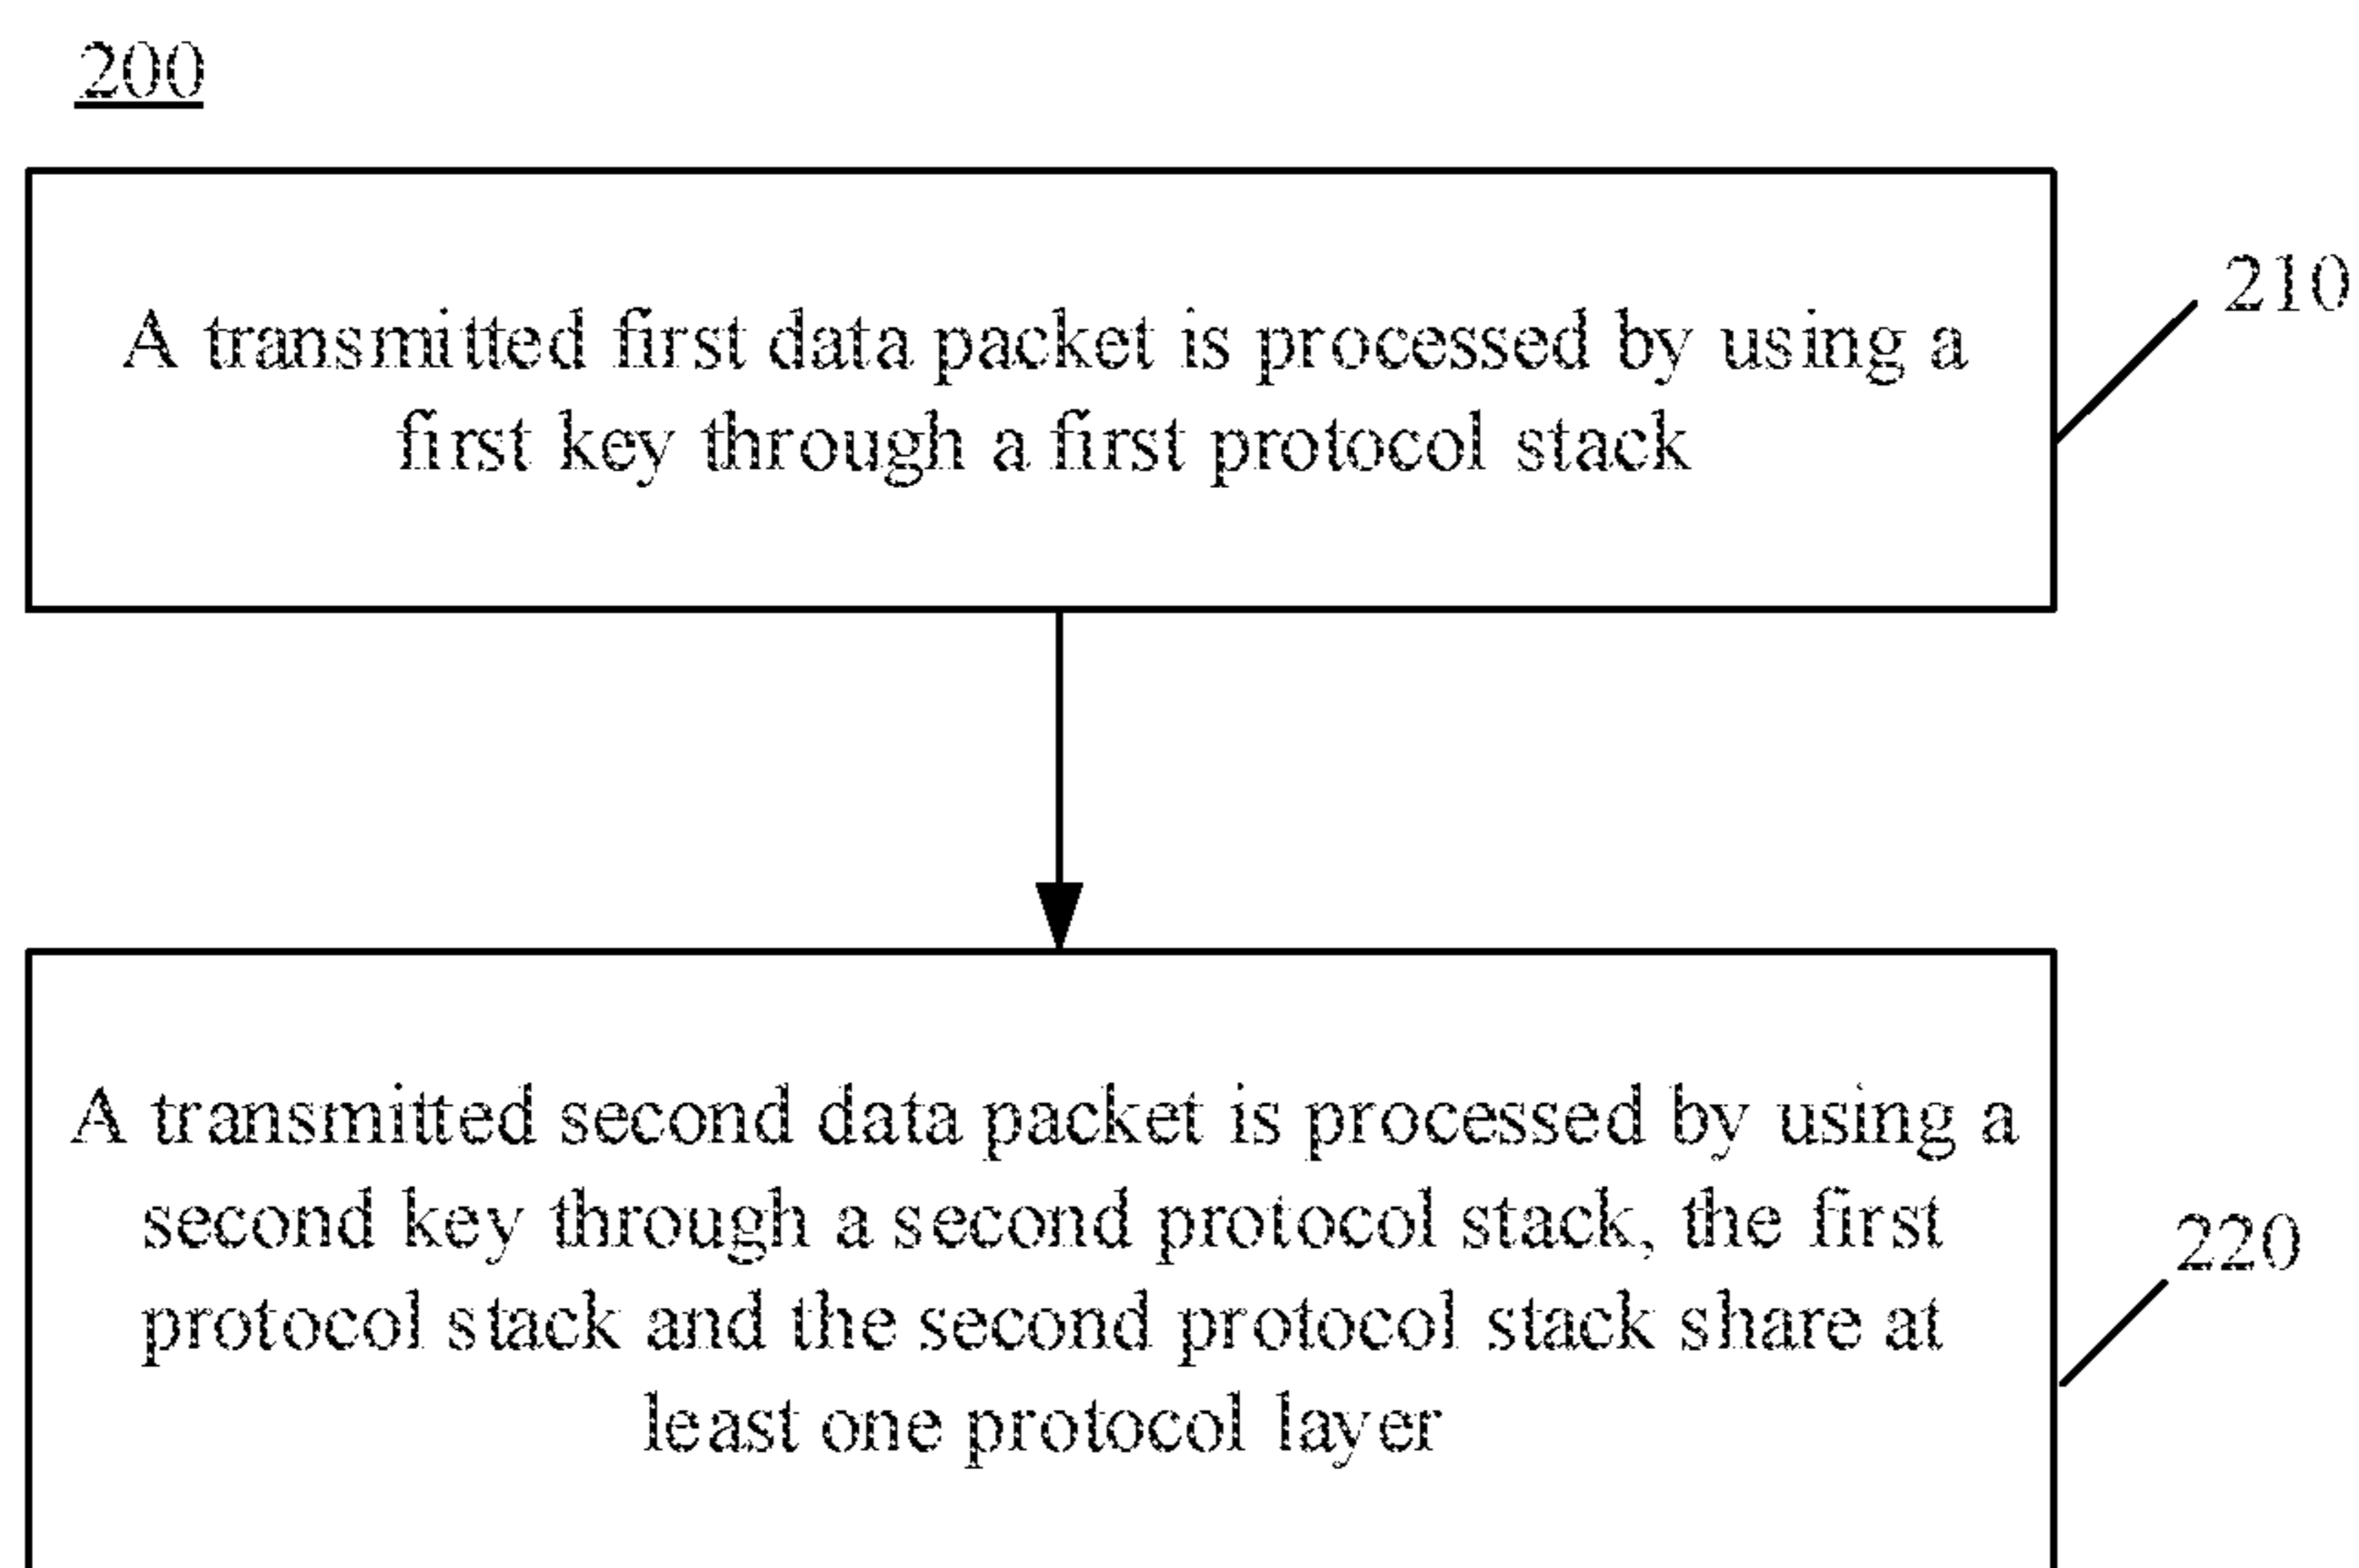 200
A transmitted first data packet is processed by using a
first key through a first protocol stack
210
A transmitted second data packet is processed by using a
second key through a second protocol stack, the first
protocol stack and the second protocol stack share at
least one protocol layer
220